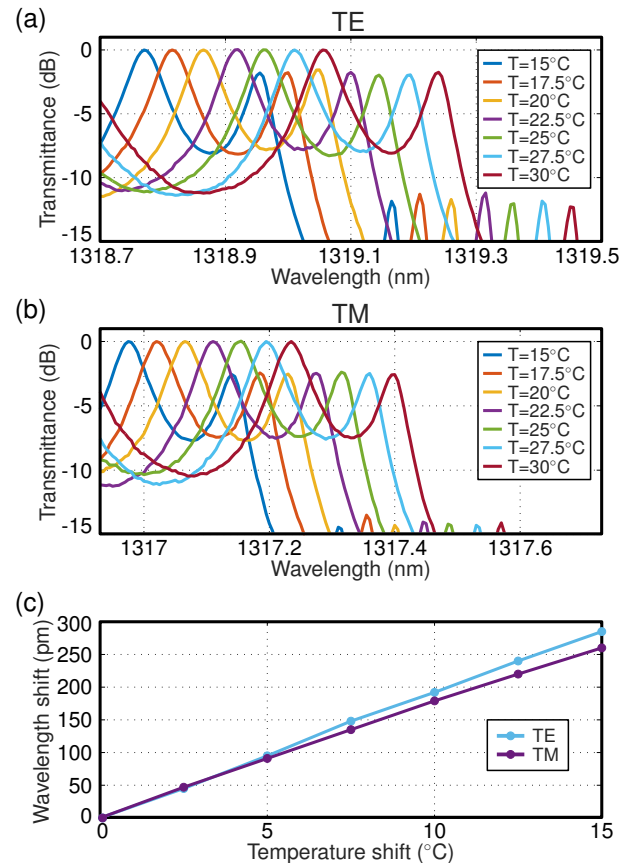 (a)
TE
Transmittance (dB)
0
-5
-10
-15
T=15°C
T=17.5°C
T=20°C
T=22.5°C
T=25°C
T=27.5°C
T=30°C
1318.7
1318.9
1319.1
1319.3
1319.5
Wavelength (nm)
(b)
TM
Transmittance (dB)
0
-5
-10
-15
T=15°C
T=17.5°C
T=20°C
T=22.5°C
T=25°C
T=27.5°C
T=30°C
1317
1317.2
1317.4
1317.6
Wavelength (nm)
(c)
Wavelength shift (pm)
300
250
200
150
100
50
0
TE
TM
0
5
10
15
Temperature shift (°C)